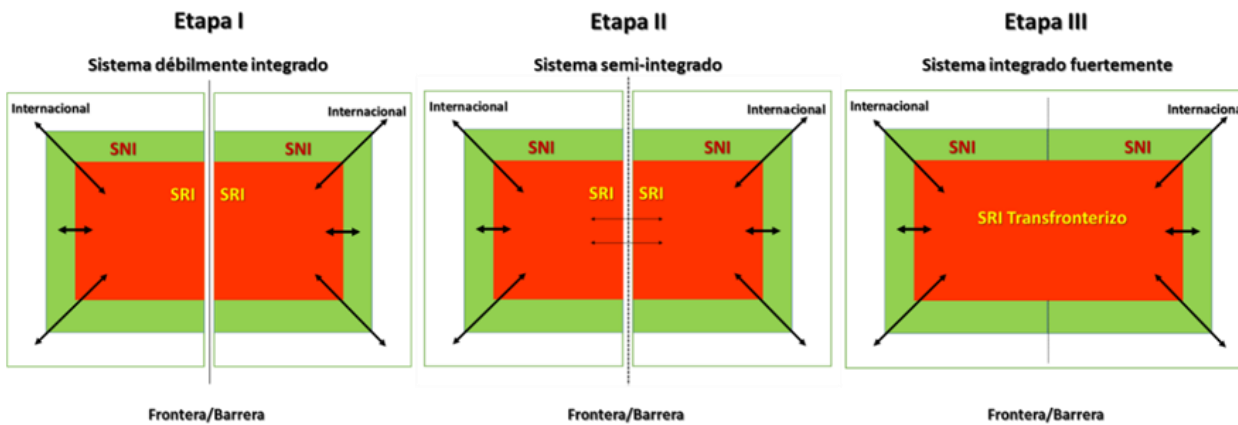 Etapa I
Sistema débilmente integrado
Internacional
Internacional
SNI
SNI
SRI
SRI
Frontera/Barrera
Etapa II
Sistema semi-integrado
Internacional
Internacional
SNI
SNI
SRI
SRI
Frontera/Barrera
Etapa III
Sistema integrado fuertemente
Internacional
Internacional
SNI
SNI
SRI Transfronterizo
Frontera/Barrera